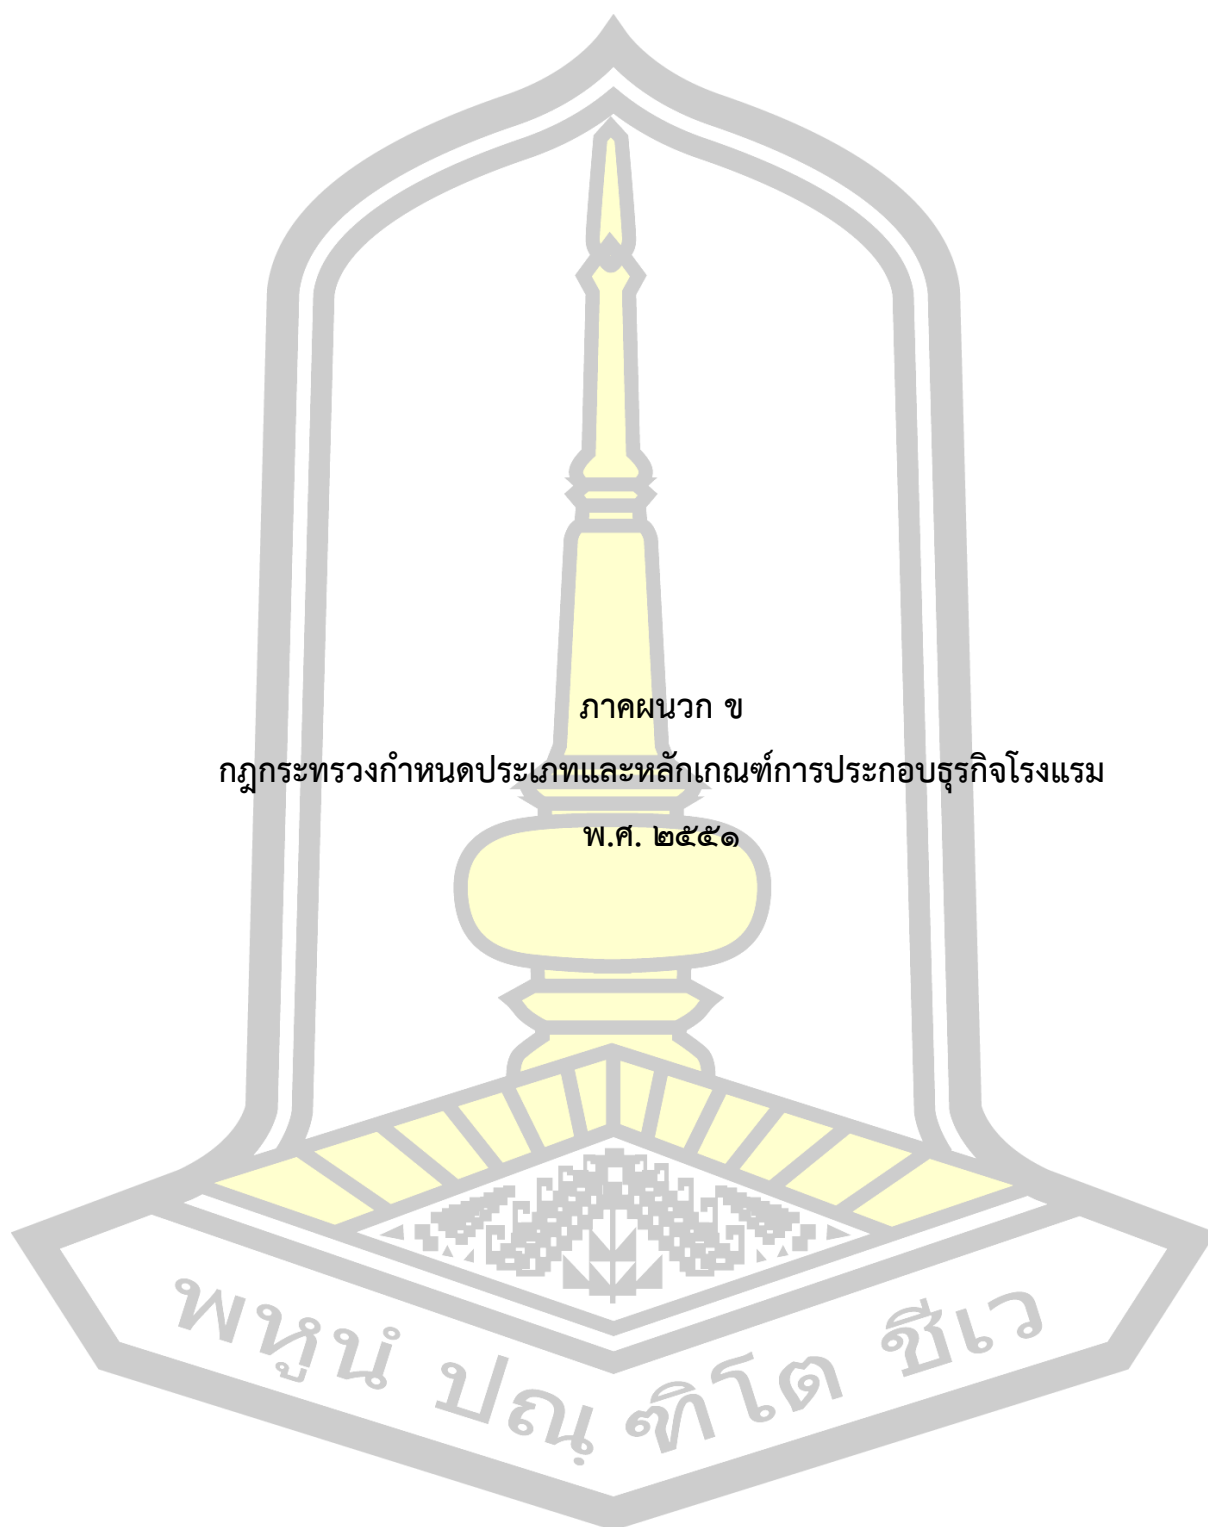 ภาคผนวก ข
กฎกระทรวงกำหนดประเภทและหลักเกณฑ์การประกอบธุรกิจโรงแรม
พ.ศ. ๒๕๕๑
พหูนํ ปณฺฑิโต ชีเว